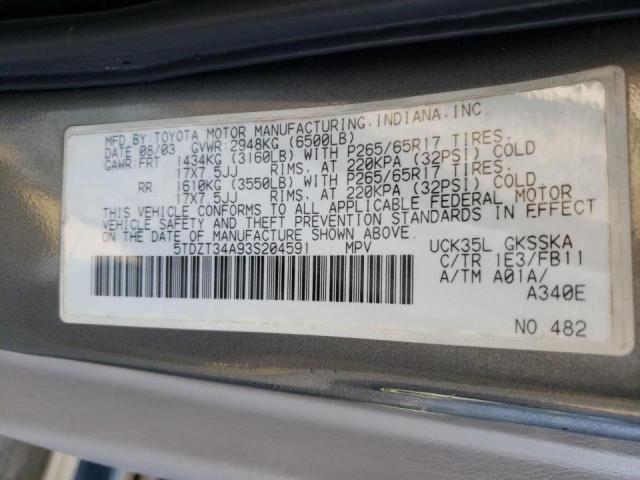 MFD. BY: TOYOTA MOTOR MANUFACTURING, INDIANA, INC
DATE 08/03 GVWR: 2948KG (6500LB)
GAWR: FRT 1434KG (3160LB) WITH P265/65R17 TIRES.
17X7.5JJ RIMS. AT 220KPA (32PSI) COLD
RR 1610KG (3550LB) WITH P265/65R17 TIRES.
17X7.5JJ RIMS. AT 220KPA (32PSI) COLD
THIS VEHICLE CONFORMS TO ALL APPLICABLE FEDERAL MOTOR
VEHICLE SAFETY AND THEFT PREVENTION STANDARDS IN EFFECT
ON THE DATE OF MANUFACTURE SHOWN ABOVE.
5TDZT34A93S204591 MPV UCK35L GKSSKA
C/TR 1E3/FB11
A/TM A01A/
A340E
NO 482